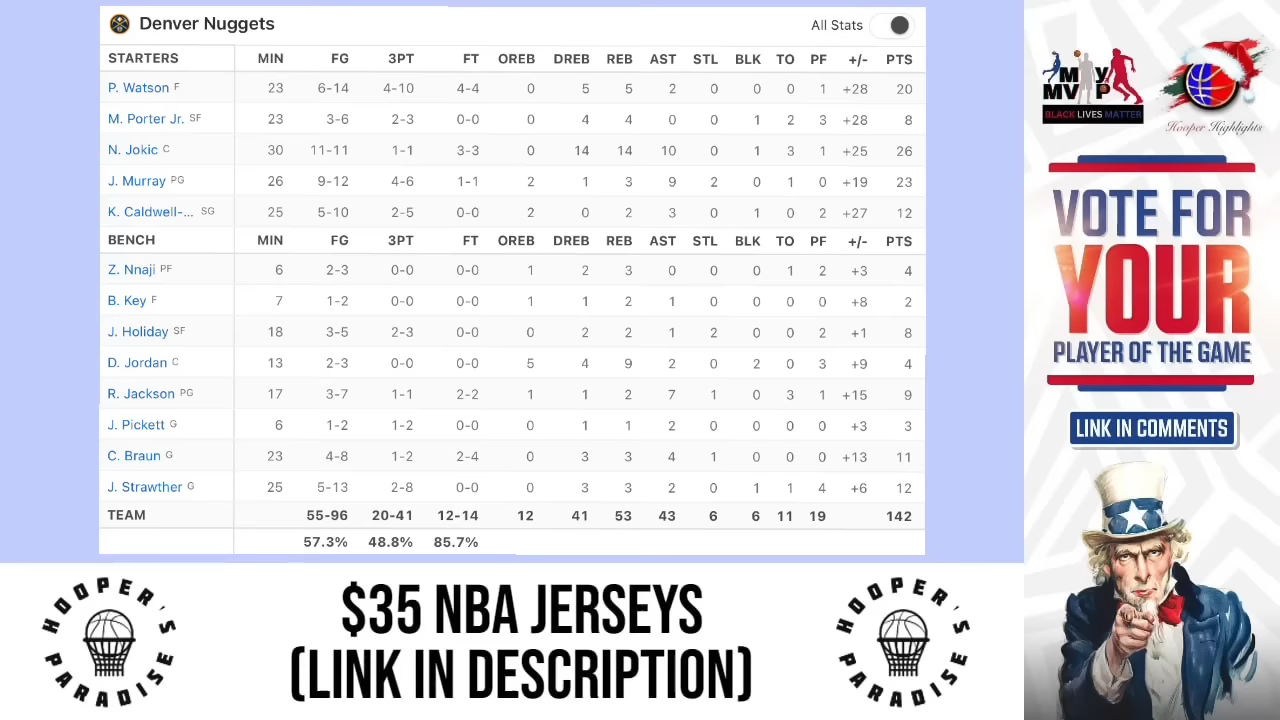 Denver Nuggets All Stats
STARTERS MIN FG 3PT FT OREB DREB REB AST STL BLK TO PF +/- PTS
P. Watson F 23 6-14 4-10 4-4 0 5 5 2 0 0 0 1 +28 20
M. Porter Jr. SF 23 3-6 2-3 0-0 0 4 4 0 0 1 2 3 +28 8
N. Jokic C 30 11-11 1-1 3-3 0 14 14 10 0 1 3 1 +25 26
J. Murray PG 26 9-12 4-6 1-1 2 1 3 9 2 0 1 0 +19 23
K. Caldwell-... SG 25 5-10 2-5 0-0 2 0 2 3 0 1 0 2 +27 12
BENCH MIN FG 3PT FT OREB DREB REB AST STL BLK TO PF +/- PTS
Z. Nnaji PF 6 2-3 0-0 0-0 1 2 3 0 0 0 1 2 +3 4
B. Key F 7 1-2 0-0 0-0 1 1 2 1 0 0 0 0 +8 2
J. Holiday SF 18 3-5 2-3 0-0 0 2 2 1 2 0 0 2 +1 8
D. Jordan C 13 2-3 0-0 0-0 5 4 9 2 0 2 0 3 +9 4
R. Jackson PG 17 3-7 1-1 2-2 1 1 2 7 1 0 3 1 +15 9
J. Pickett G 6 1-2 1-2 0-0 0 1 1 2 0 0 0 0 +3 3
C. Braun G 23 4-8 1-2 2-4 0 3 3 4 1 0 0 0 +13 11
J. Strawther G 25 5-13 2-8 0-0 0 3 3 2 0 1 1 4 +6 12
TEAM 55-96 20-41 12-14 12 41 53 43 6 6 11 19 142
57.3% 48.8% 85.7%
MY
MVP
BLACK LIVES MATTER
Hooper Highlights
VOTE FOR
YOUR
PLAYER OF THE GAME
LINK IN COMMENTS
HOOPER'S
PARADISE
$35 NBA JERSEYS
(LINK IN DESCRIPTION)
HOOPER'S
PARADISE